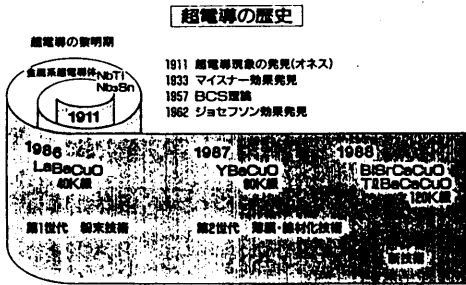 超電導の歴史
超電導の黎明期
金属系超電導体
NbTi
Nb₃Sn
1911
1911 超電導現象の発見(オネス)
1933 マイスナー効果発見
1957 BCS理論
1962 ジョセフソン効果発見
1986
LaBaCuO
40K級
1987
YBaCuO
90K級
1988
BiSrCaCuO
TlBaCaCuO
120K級
第1世代 粉末技術
第2世代 薄膜・線材化技術
新技術